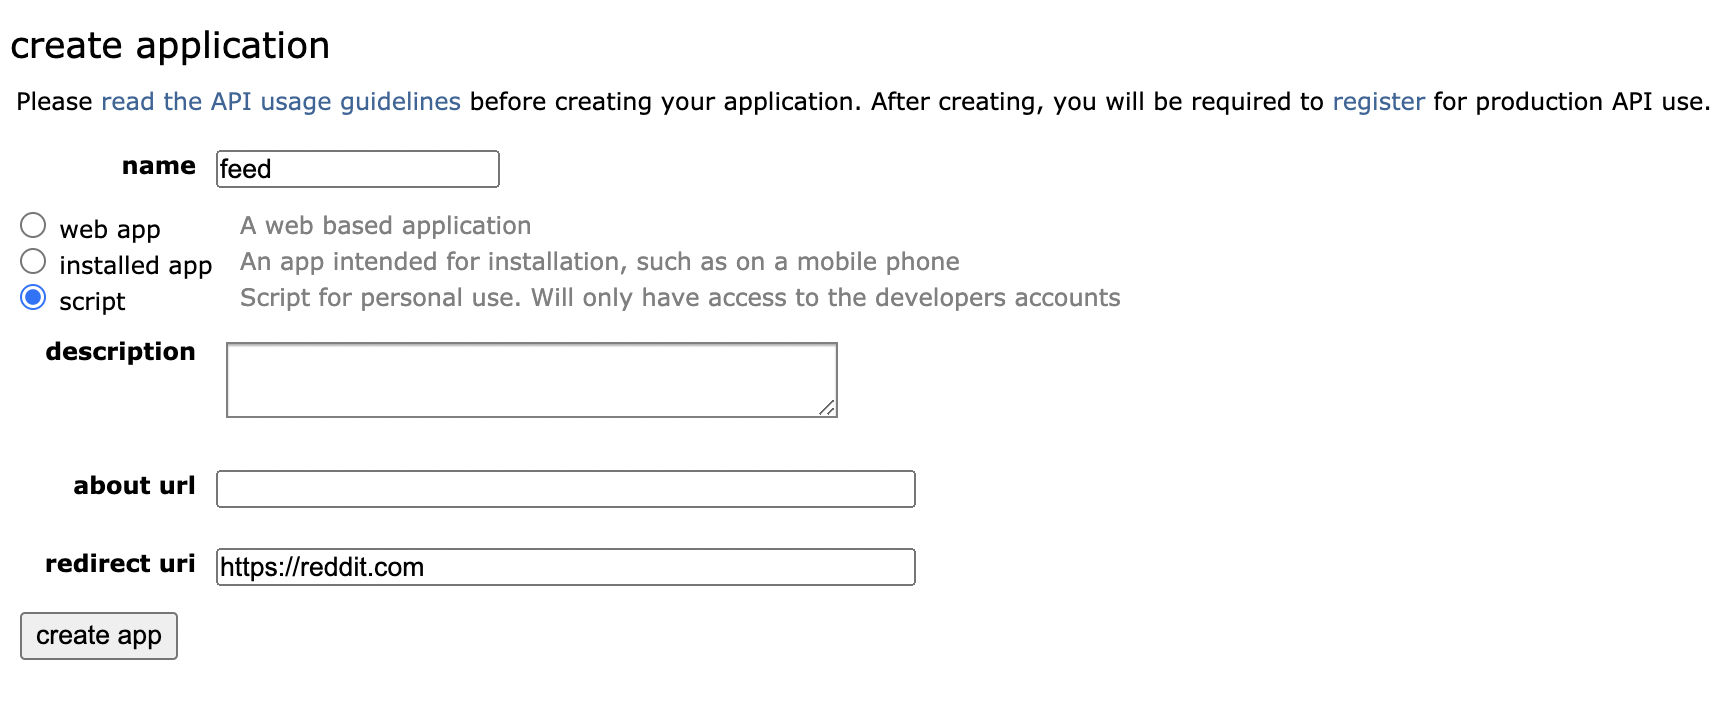 create application
Please read the API usage guidelines before creating your application. After creating, you will be required to register for production API use.
name feed
web app A web based application
installed app An app intended for installation, such as on a mobile phone
script Script for personal use. Will only have access to the developers accounts
description
about url
redirect uri https://reddit.com
create app